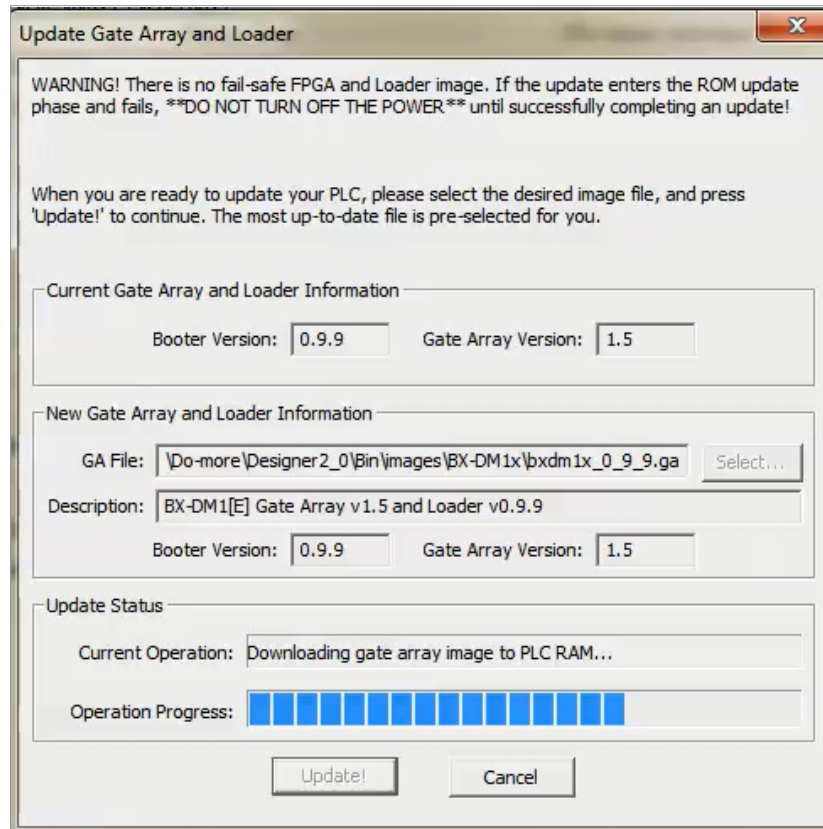 Update Gate Array and Loader
WARNING! There is no fail-safe FPGA and Loader image. If the update enters the ROM update
phase and fails, **DO NOT TURN OFF THE POWER** until successfully completing an update!
When you are ready to update your PLC, please select the desired image file, and press
'Update!' to continue. The most up-to-date file is pre-selected for you.
Current Gate Array and Loader Information
Booter Version: 0.9.9 Gate Array Version: 1.5
New Gate Array and Loader Information
GA File: \Do-more\Designer2_0\Bin\images\BX-DM1x\bxdm1x_0_9_9.ga Select...
Description: BX-DM1[E] Gate Array v1.5 and Loader v0.9.9
Booter Version: 0.9.9 Gate Array Version: 1.5
Update Status
Current Operation: Downloading gate array image to PLC RAM...
Operation Progress:
Update! Cancel